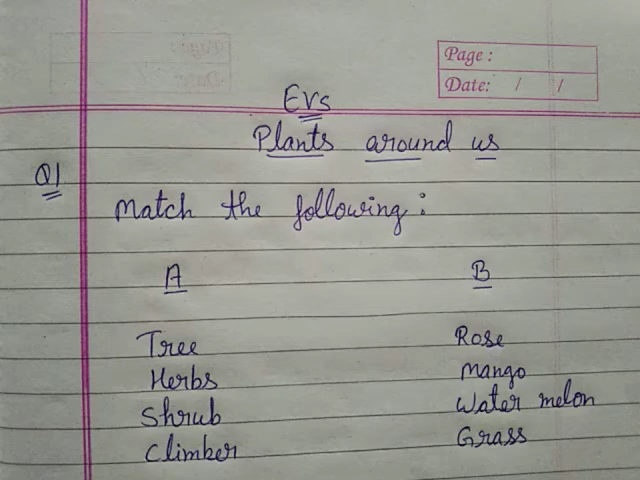 Page :
Date: / /
EVS
Plants around us
Q1
Match the following :
A B
Tree Rose
Herbs Mango
Shrub Water melon
Climber Grass